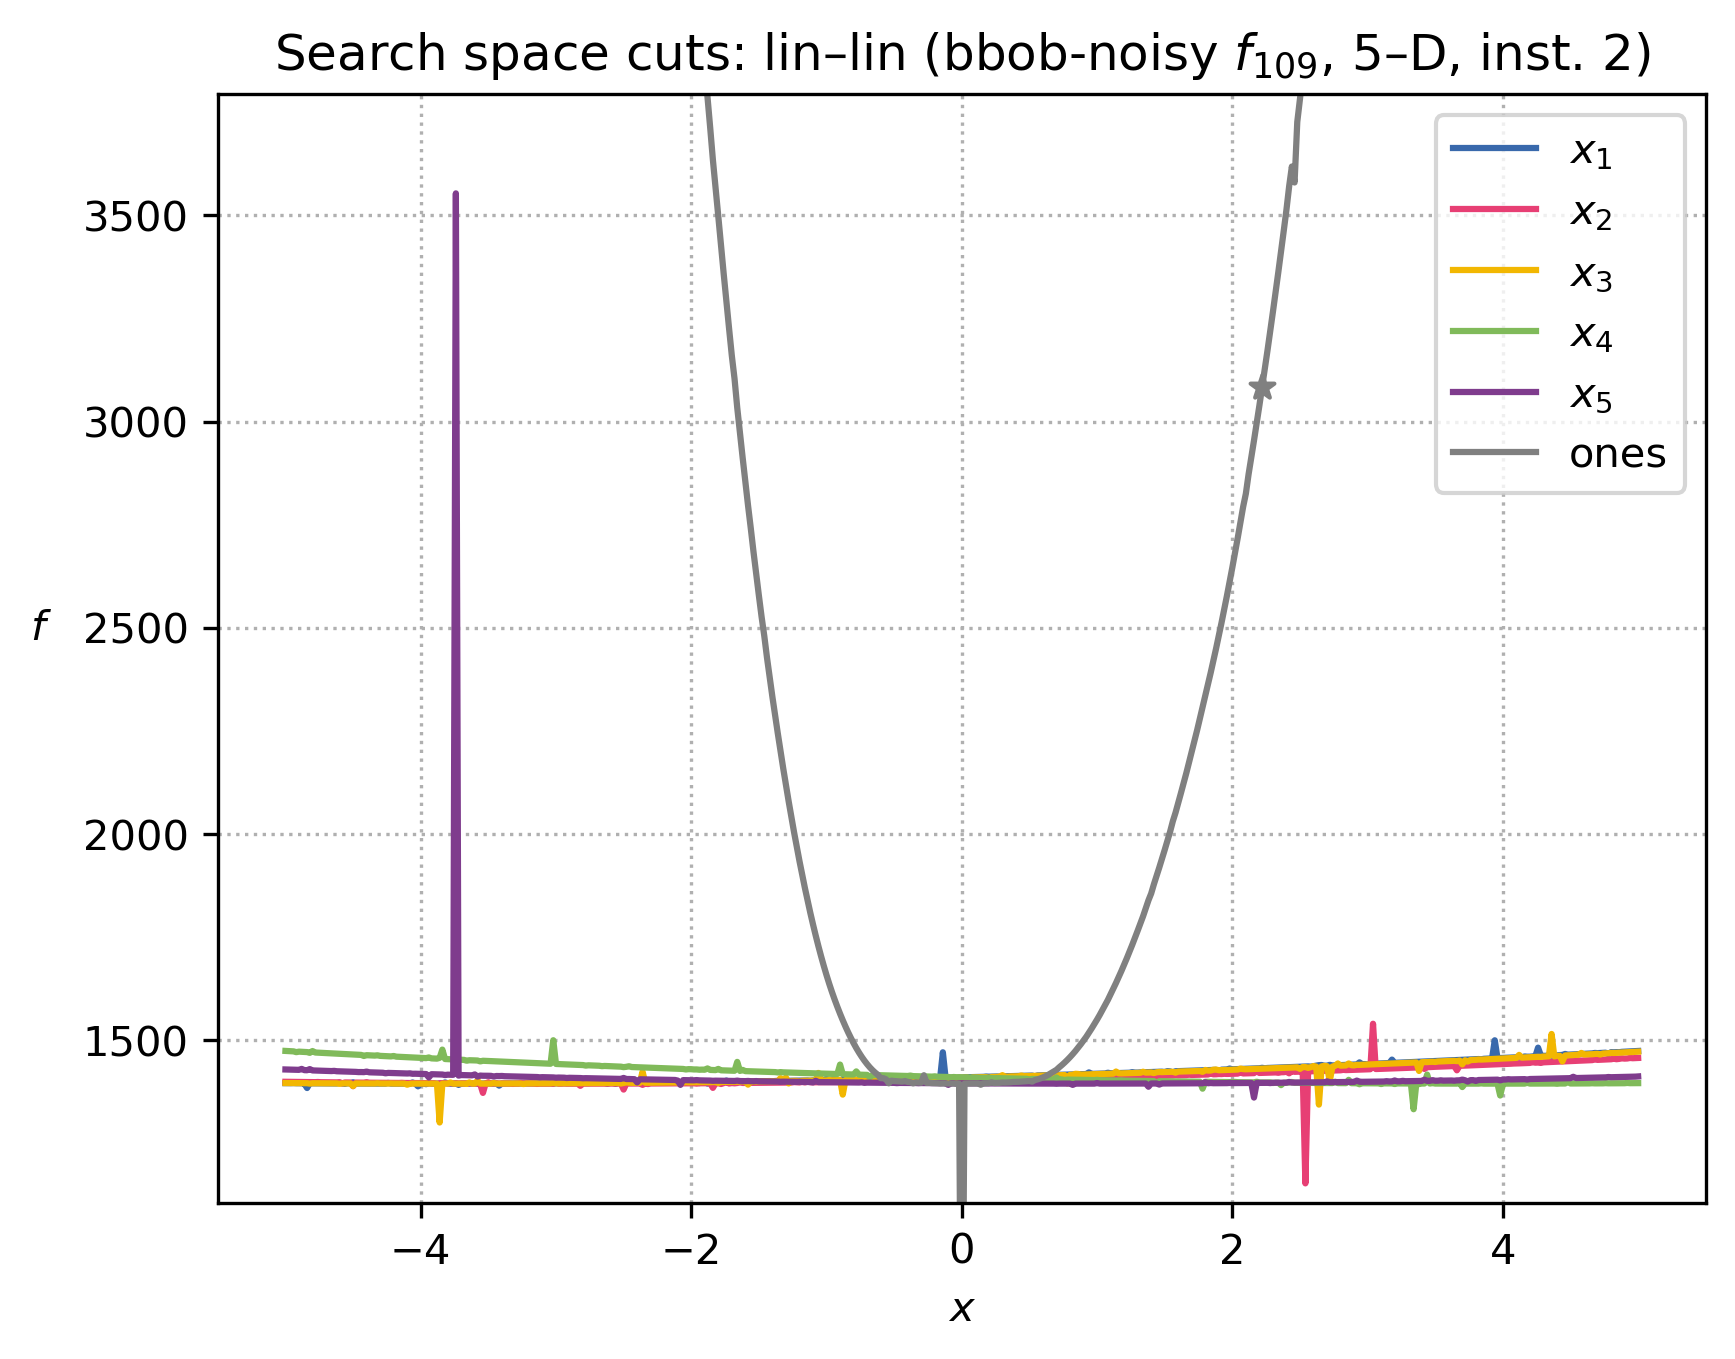 Search space cuts: lin–lin (bbob-noisy f₁₀₉, 5–D, inst. 2)
x₁
x₂
x₃
x₄
x₅
ones
3500
3000
2500
2000
1500
f
−4
−2
0
2
4
x